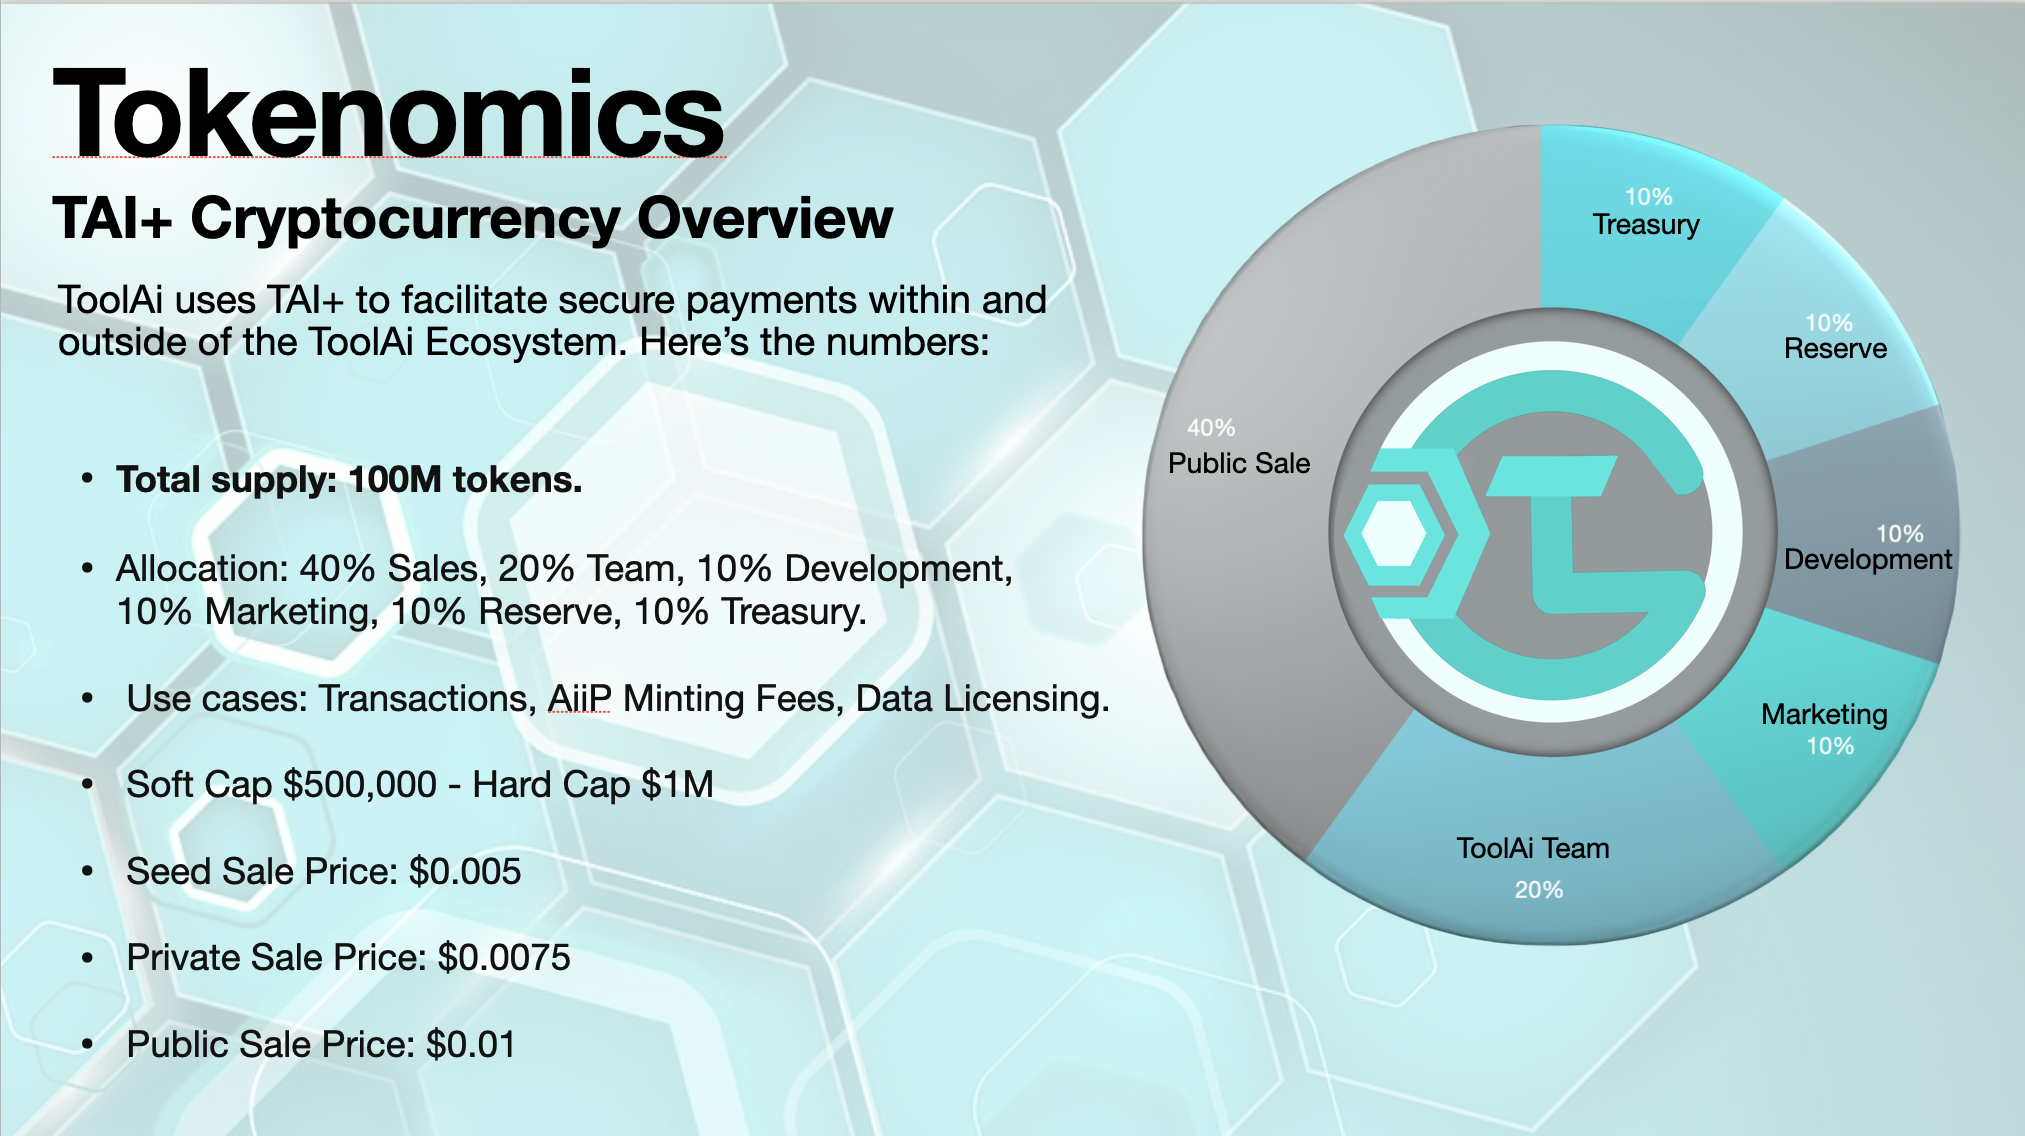 Tokenomics
TAI+ Cryptocurrency Overview
ToolAi uses TAI+ to facilitate secure payments within and
outside of the ToolAi Ecosystem. Here’s the numbers:
• Total supply: 100M tokens.
• Allocation: 40% Sales, 20% Team, 10% Development,
10% Marketing, 10% Reserve, 10% Treasury.
• Use cases: Transactions, AiiP Minting Fees, Data Licensing.
• Soft Cap $500,000 - Hard Cap $1M
• Seed Sale Price: $0.005
• Private Sale Price: $0.0075
• Public Sale Price: $0.01
10%
Treasury
10%
Reserve
10%
Development
Marketing
10%
ToolAi Team
20%
40%
Public Sale